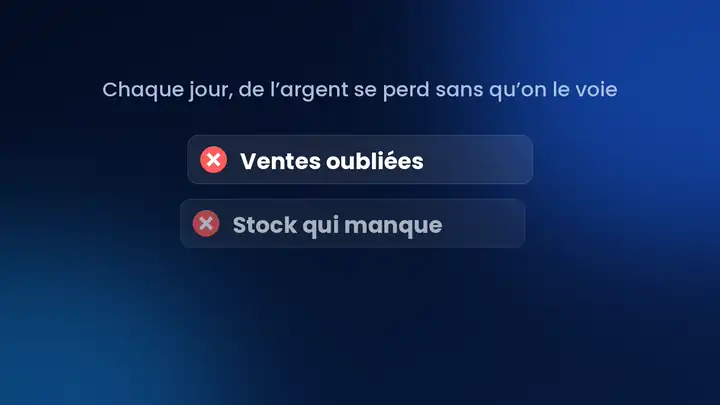 Chaque jour, de l’argent se perd sans qu’on le voie
Ventes oubliées
Stock qui manque